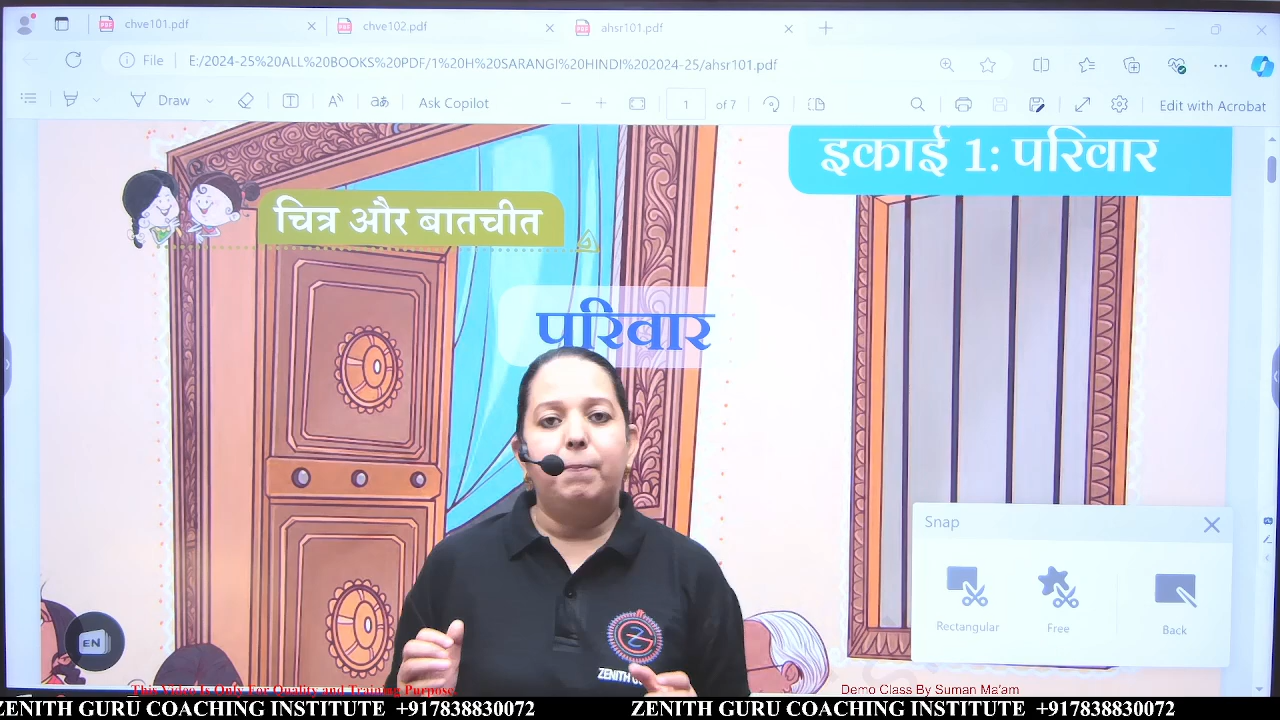 chve101.pdf
chve102.pdf
ahsr101.pdf
File E:/2024-25%20ALL%20BOOKS%20PDF/1%20H%20SARANGI%20HINDI%202024-25/ahsr101.pdf
Draw
Ask Copilot
1 of 7
Edit with Acrobat
इकाई 1: परिवार
चित्र और बातचीत
परिवार
Snap
Rectangular
Free
Back
EN
ZENITH
This Video Is Only For Quality and Training Purpose
Demo Class By Suman Ma'am
ZENITH GURU COACHING INSTITUTE +917838830072
ZENITH GURU COACHING INSTITUTE +917838830072